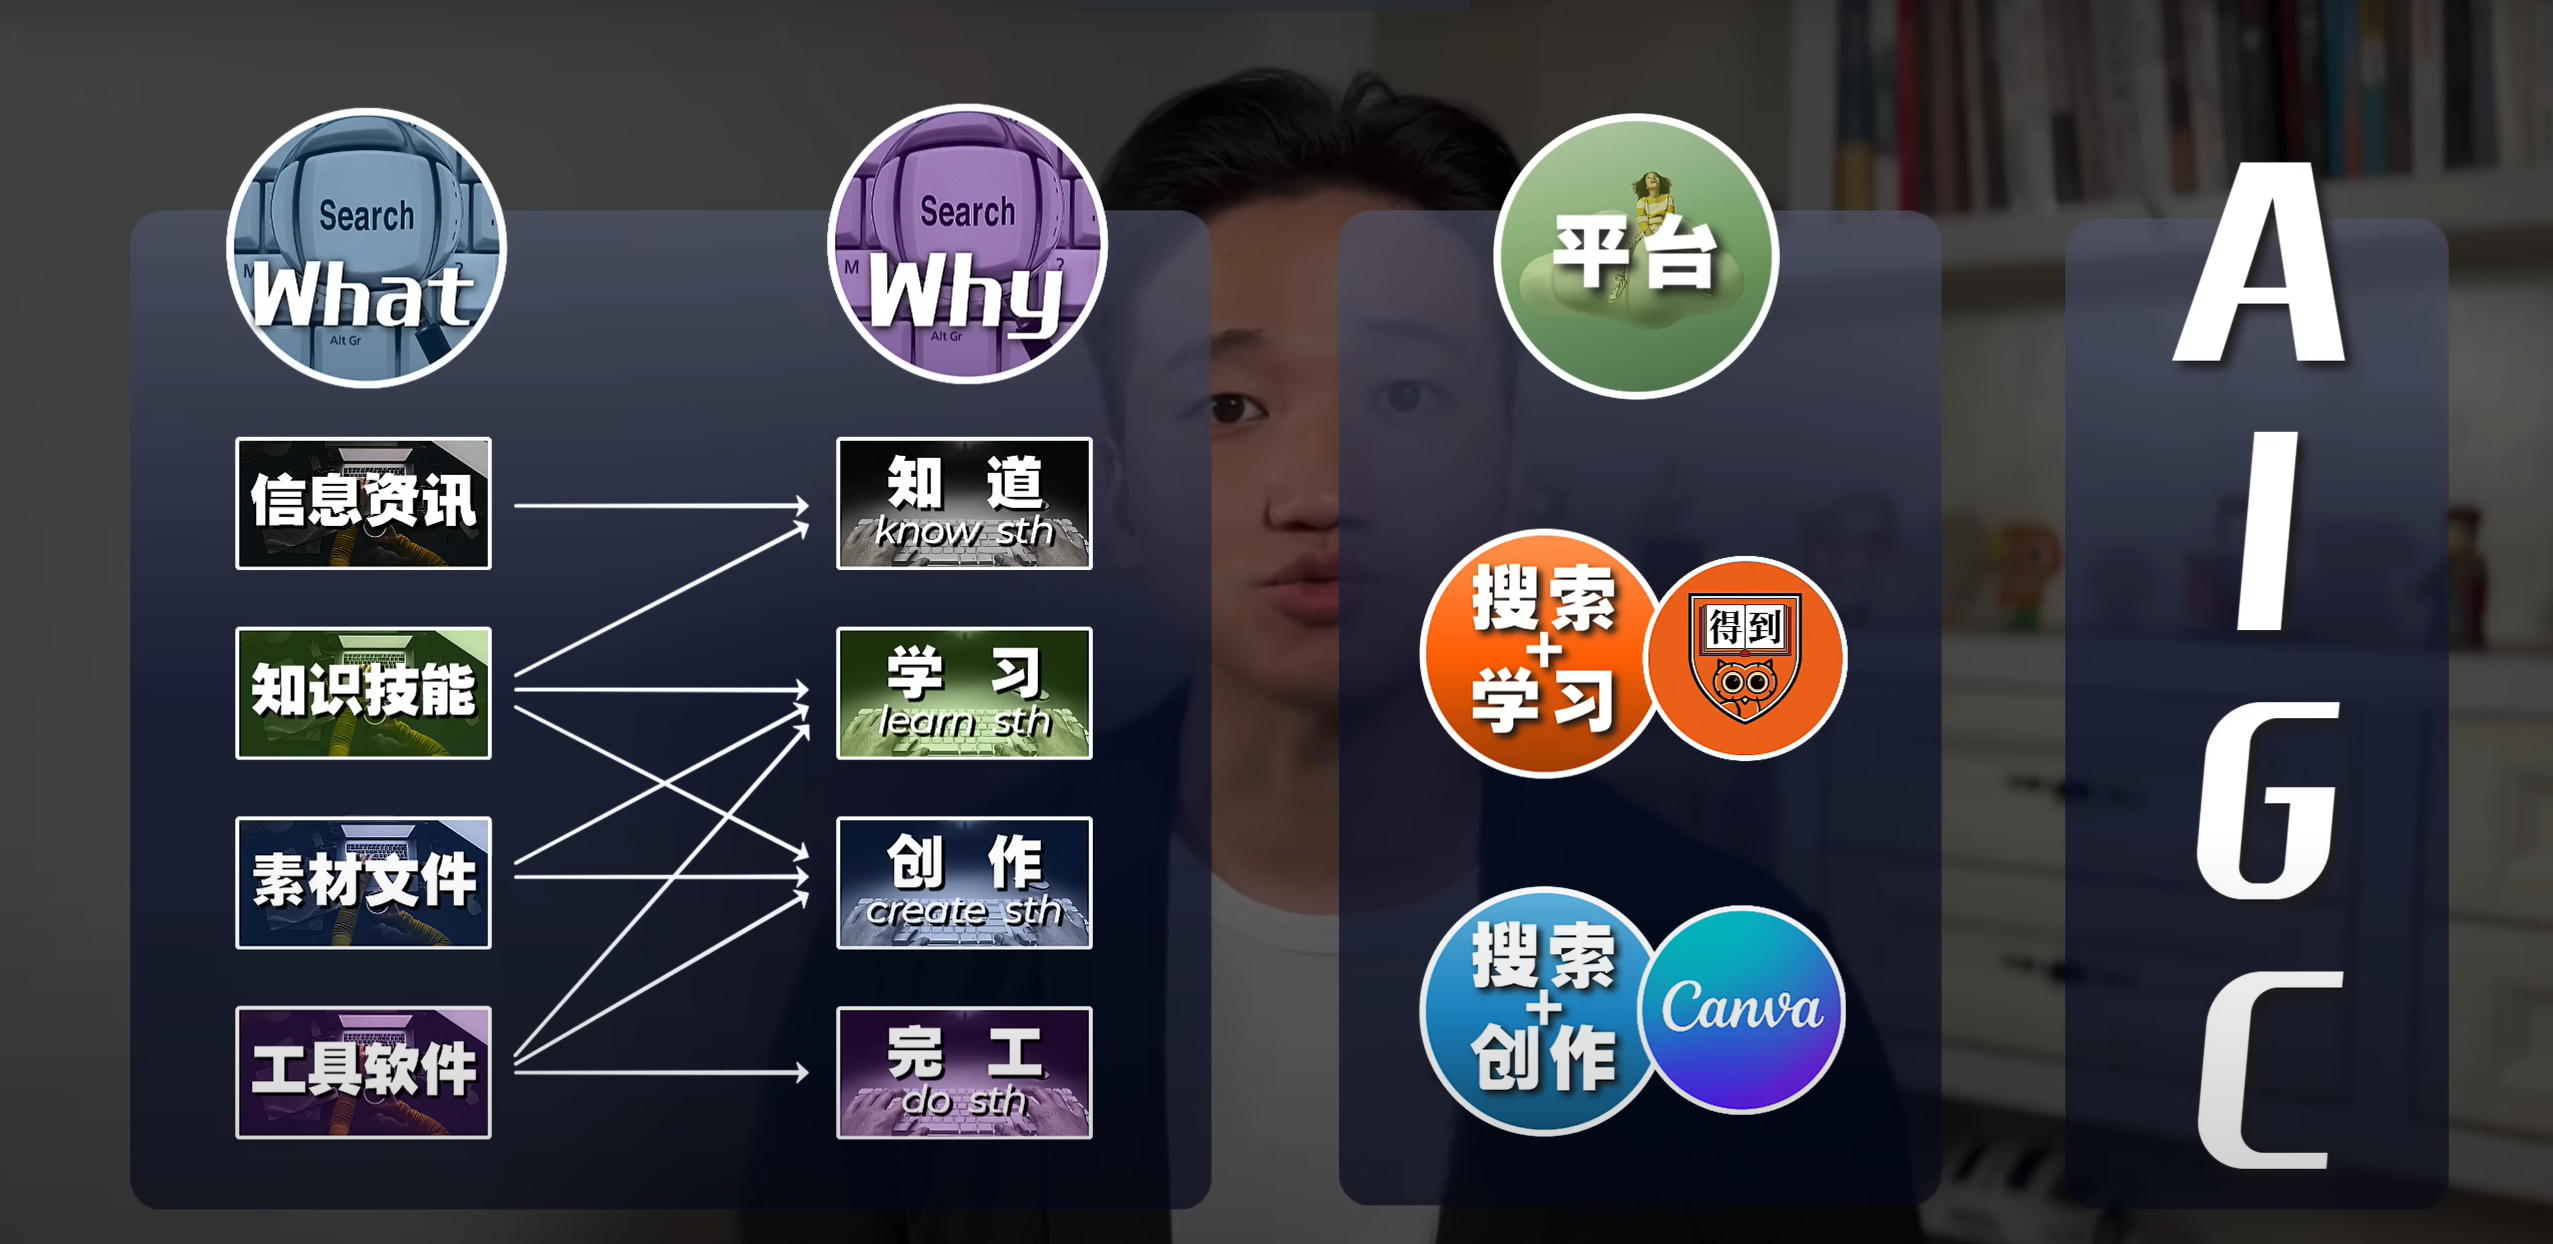 Search
What
Alt Gr
信息资讯
知识技能
素材文件
工具软件
Search
M
?
Why
Alt Gr
知道
know sth
学习
learn sth
创作
create sth
完工
do sth
平台
搜索
+
学习
得到
搜索
+
创作
Canva
A
I
G
C